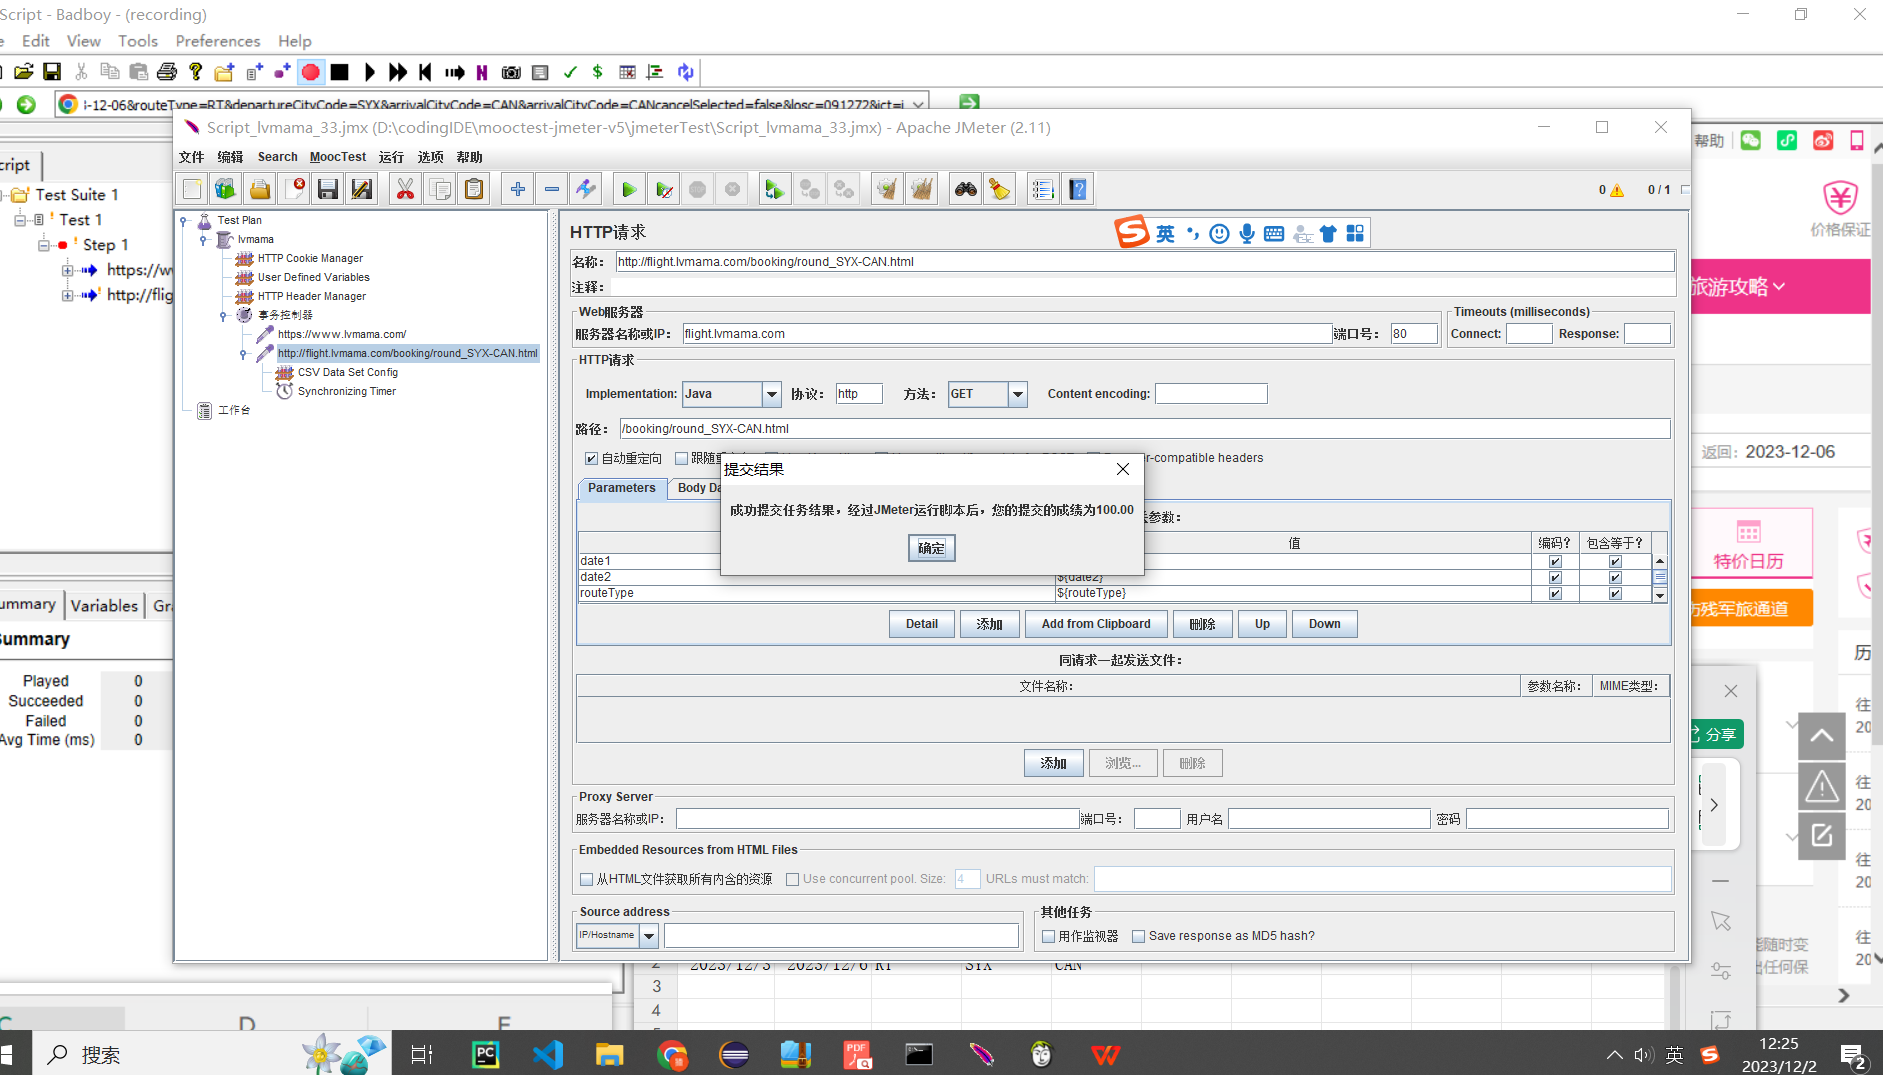 Script - Badboy - (recording)
Edit View Tools Preferences Help
-12-06&routeType=RT&departureCityCode=SYX&arrivalCityCode=CAN&arrivalCityCode=CANcancelSelected=false&losc=091272&ict=i
Script_lvmama_33.jmx (D:\codingIDE\mooctest-jmeter-v5\jmeterTest\Script_lvmama_33.jmx) - Apache JMeter (2.11)
文件 编辑 Search MoocTest 运行 选项 帮助
0 0 / 1
帮助
cript
Test Suite 1
Test 1
Step 1
https://w
http://flig
Test Plan
lvmama
HTTP Cookie Manager
User Defined Variables
HTTP Header Manager
事务控制器
https://www.lvmama.com/
http://flight.lvmama.com/booking/round_SYX-CAN.html
CSV Data Set Config
Synchronizing Timer
工作台
HTTP请求
英
名称： http://flight.lvmama.com/booking/round_SYX-CAN.html
注释：
Web服务器
服务器名称或IP： flight.lvmama.com 端口号： 80
Timeouts (milliseconds)
Connect: Response:
HTTP请求
Implementation: Java 协议： http 方法： GET Content encoding:
路径： /booking/round_SYX-CAN.html
自动重定向 跟随 r-compatible headers
Parameters Body Da
提交结果
成功提交任务结果，经过JMeter运行脚本后，您的提交的成绩为100.00
确定
参数：
值 编码? 包含等于?
date1
date2 ${date2}
routeType ${routeType}
Detail 添加 Add from Clipboard 删除 Up Down
同请求一起发送文件：
文件名称： 参数名称： MIME类型：
添加 浏览... 删除
Proxy Server
服务器名称或IP： 端口号： 用户名 密码
Embedded Resources from HTML Files
从HTML文件获取所有内含的资源 Use concurrent pool. Size: 4 URLs must match:
Source address
IP/Hostname
其他任务
用作监视器 Save response as MD5 hash?
价格保证
旅游攻略
返回： 2023-12-06
特价日历
伤残军旅通道
历
分享
往
20
往
20
往
20
往
20
能随时变
出任何保
ummary Variables Gra
Summary
Played 0
Succeeded 0
Failed 0
Avg Time (ms) 0
2 2023/12/3 2023/12/6 RT SYX CAN
3
4
C D E
搜索
英
12:25
2023/12/2
2